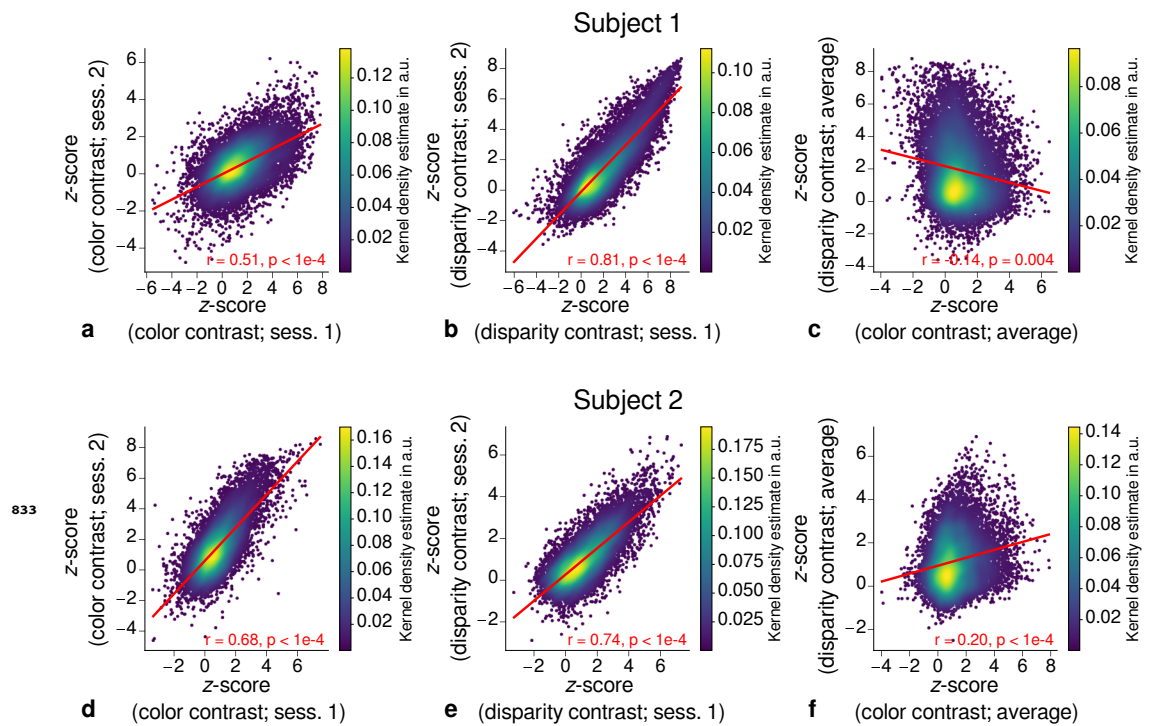 Subject 1
z-score
(color contrast; sess. 2)
6
4
2
0
−2
−4
−6 −4 −2 0 2 4 6 8
r = 0.51, p < 1e-4
0.12
0.10
0.08
0.06
0.04
0.02
Kernel density estimate in a.u.
z-score
a (color contrast; sess. 1)
z-score
(disparity contrast; sess. 2)
8
6
4
2
0
−2
−4
−6 −4 −2 0 2 4 6 8
r = 0.81, p < 1e-4
0.10
0.08
0.06
0.04
0.02
Kernel density estimate in a.u.
z-score
b (disparity contrast; sess. 1)
z-score
(disparity contrast; average)
8
6
4
2
0
−2
−4
−4 −2 0 2 4 6
r = -0.14, p = 0.004
0.08
0.06
0.04
0.02
Kernel density estimate in a.u.
z-score
c (color contrast; average)
Subject 2
833
z-score
(color contrast; sess. 2)
8
6
4
2
0
−2
−4
−2 0 2 4 6
r = 0.68, p < 1e-4
0.16
0.14
0.12
0.10
0.08
0.06
0.04
0.02
Kernel density estimate in a.u.
z-score
d (color contrast; sess. 1)
z-score
(disparity contrast; sess. 2)
6
4
2
0
−2
−2 0 2 4 6
r = 0.74, p < 1e-4
0.175
0.150
0.125
0.100
0.075
0.050
0.025
Kernel density estimate in a.u.
z-score
e (disparity contrast; sess. 1)
z-score
(disparity contrast; average)
6
4
2
0
−2
−4 −2 0 2 4 6 8
r = 0.20, p < 1e-4
0.14
0.12
0.10
0.08
0.06
0.04
0.02
Kernel density estimate in a.u.
z-score
f (color contrast; average)